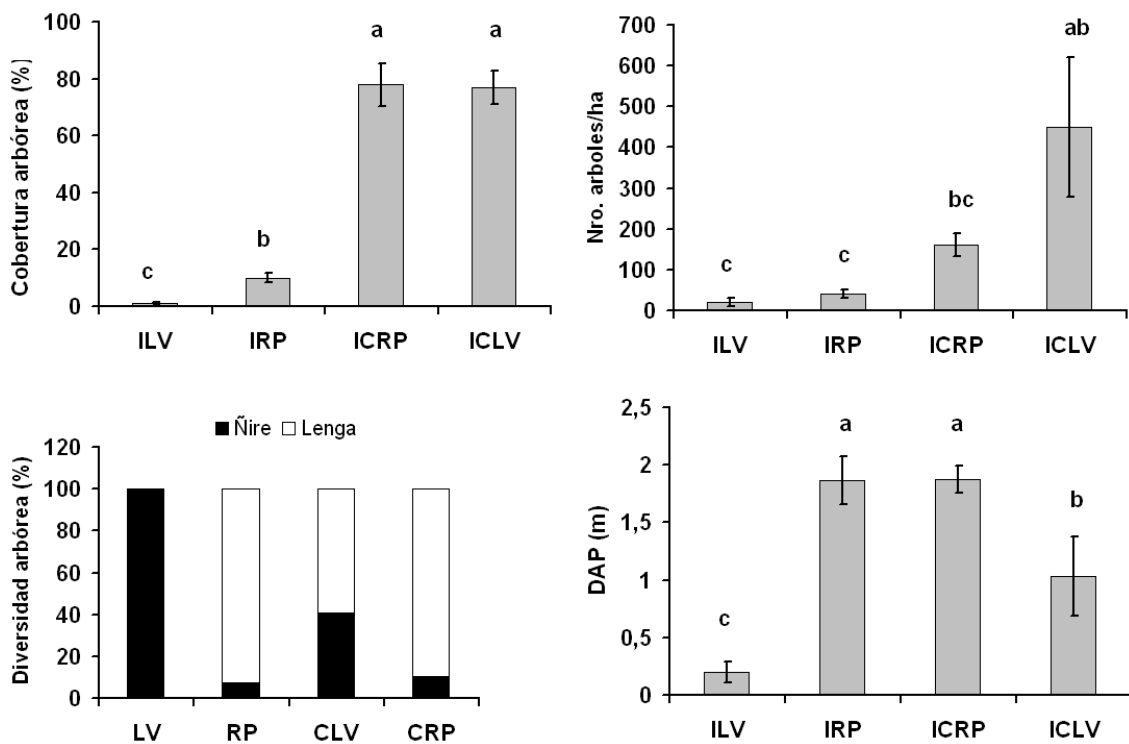 Cobertura arbórea (%)
100
80
60
40
20
0
c
b
a
a
ILV IRP ICRP ICLV
Nro. arboles/ha
700
600
500
400
300
200
100
0
c
c
bc
ab
ILV IRP ICRP ICLV
Ñire Lenga
Diversidad arbórea (%)
120
100
80
60
40
20
0
LV RP CLV CRP
DAP (m)
2,5
2
1,5
1
0,5
0
c
a
a
b
ILV IRP ICRP ICLV